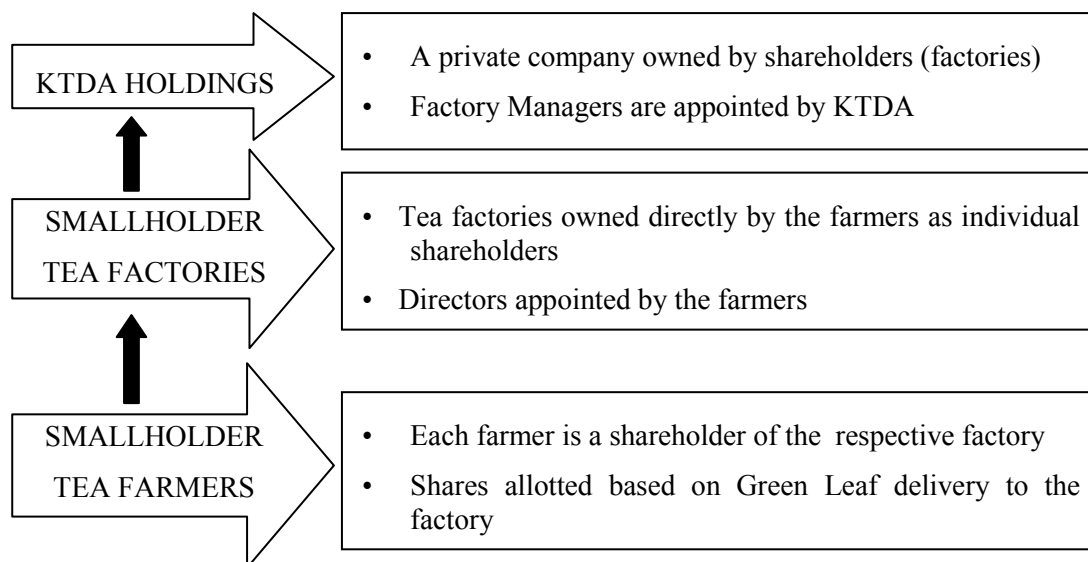 KTDA HOLDINGS
• A private company owned by shareholders (factories)
• Factory Managers are appointed by KTDA
SMALLHOLDER
TEA FACTORIES
• Tea factories owned directly by the farmers as individual
shareholders
• Directors appointed by the farmers
SMALLHOLDER
TEA FARMERS
• Each farmer is a shareholder of the respective factory
• Shares allotted based on Green Leaf delivery to the
factory